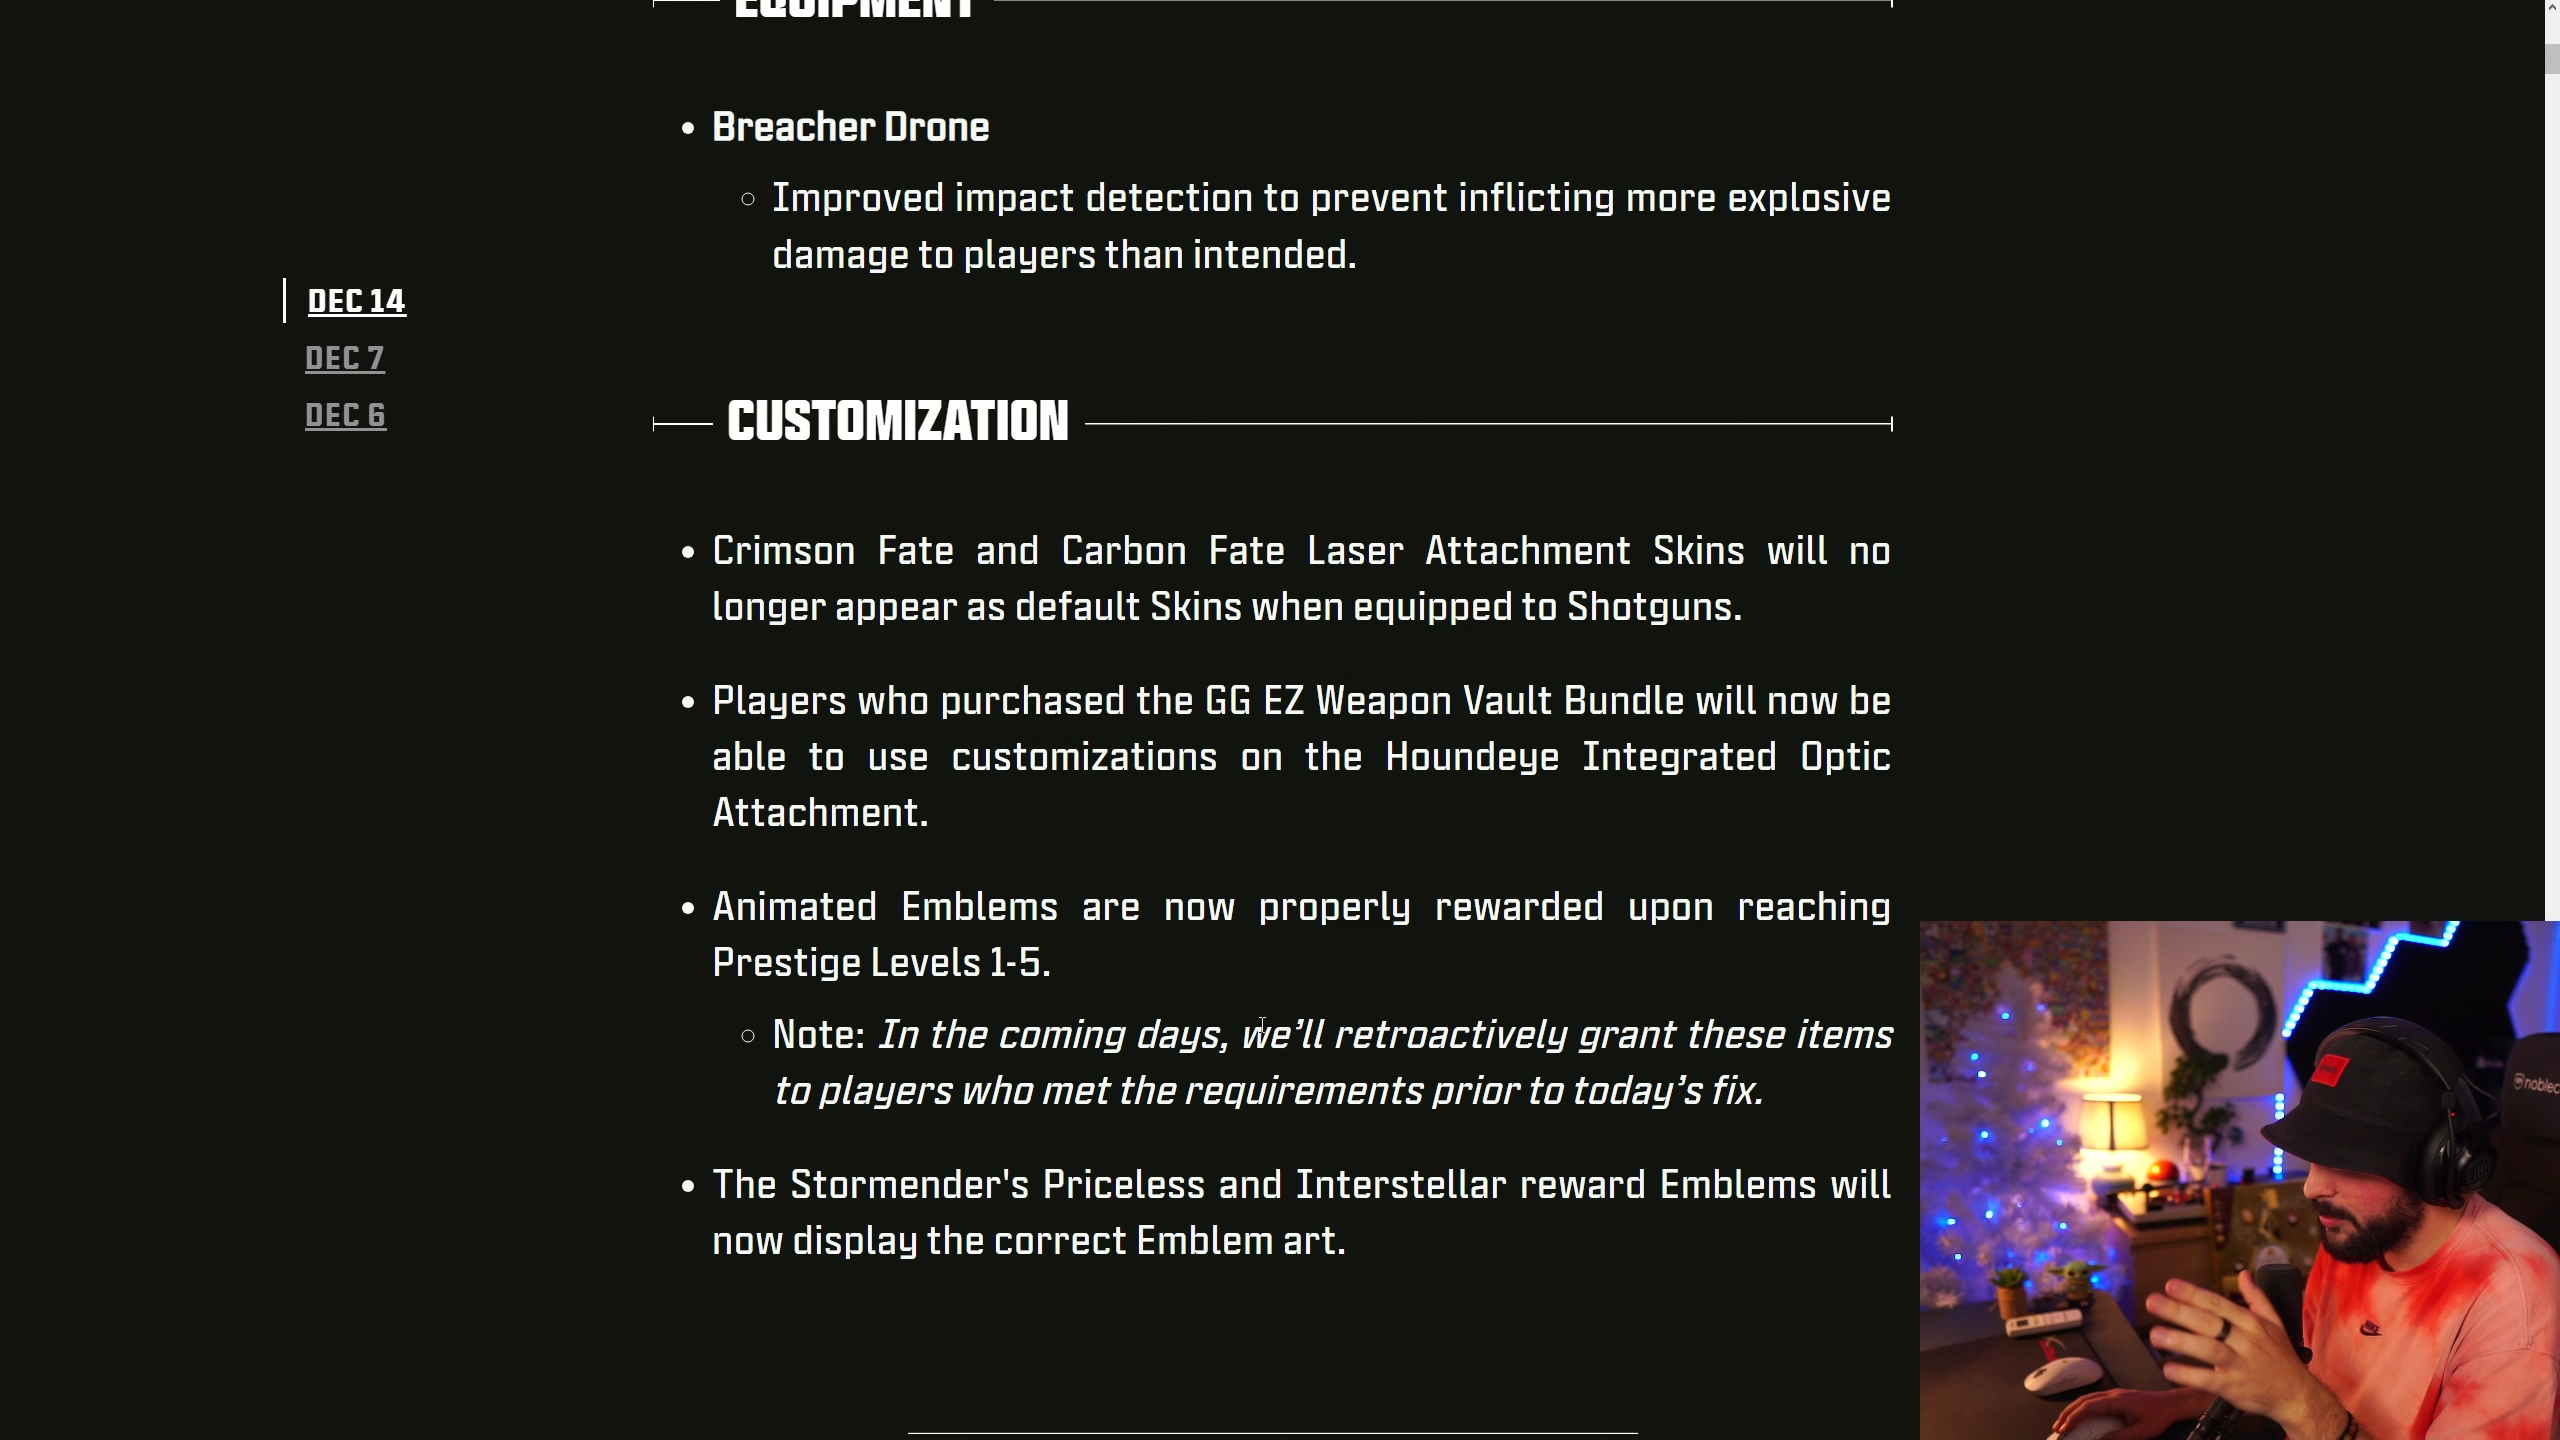 EQUIPMENT
Breacher Drone
Improved impact detection to prevent inflicting more explosive
damage to players than intended.
DEC 14
DEC 7
DEC 6
CUSTOMIZATION
Crimson Fate and Carbon Fate Laser Attachment Skins will no
longer appear as default Skins when equipped to Shotguns.
Players who purchased the GG EZ Weapon Vault Bundle will now be
able to use customizations on the Houndeye Integrated Optic
Attachment.
Animated Emblems are now properly rewarded upon reaching
Prestige Levels 1-5.
Note: In the coming days, we’ll retroactively grant these items
to players who met the requirements prior to today’s fix.
The Stormender's Priceless and Interstellar reward Emblems will
now display the correct Emblem art.
noblec